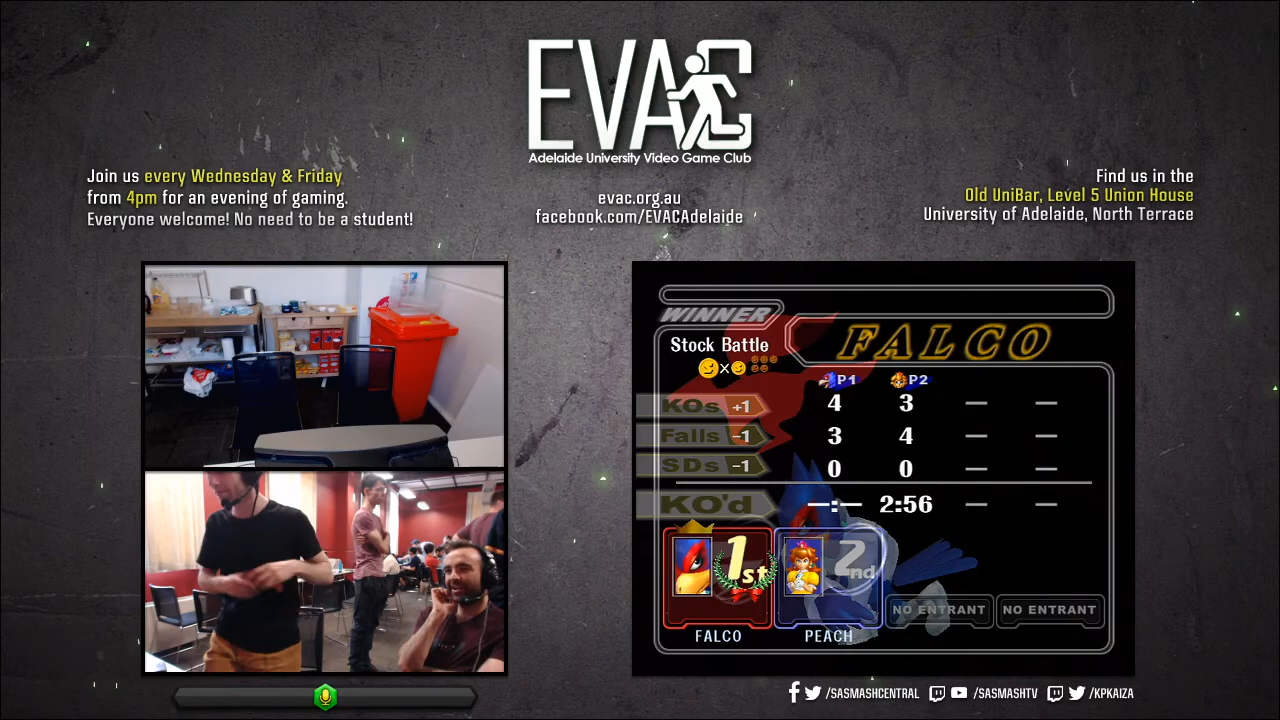 EVAC
Adelaide University Video Game Club
Join us every Wednesday & Friday
from 4pm for an evening of gaming.
Everyone welcome! No need to be a student!
evac.org.au
facebook.com/EVACAdelaide
Find us in the
Old UniBar, Level 5 Union House
University of Adelaide, North Terrace
WINNER
FALCO
Stock Battle
x
P1 P2
KOs +1 4 3 — —
Falls -1 3 4 — —
SDs -1 0 0 — —
KO'd —:— 2:56 — —
1st
2nd
NO ENTRANT
NO ENTRANT
FALCO
PEACH
/SASMASHCENTRAL /SASMASHTV /KPKAIZA